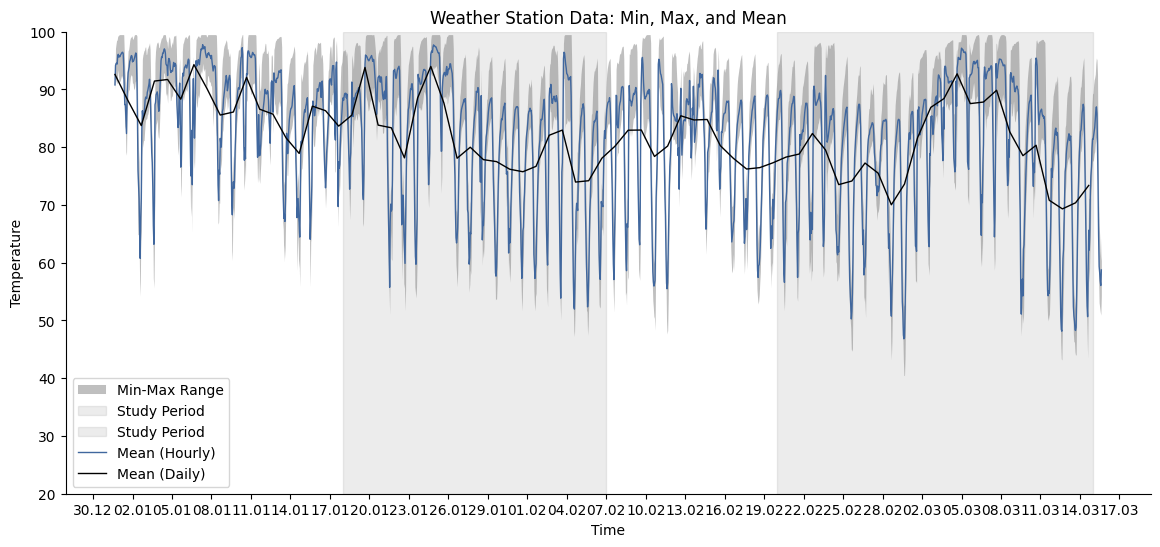 Weather Station Data: Min, Max, and Mean
Temperature
100
90
80
70
60
50
40
30
20
Min-Max Range
Study Period
Study Period
Mean (Hourly)
Mean (Daily)
30.12 02.01 05.01 08.01 11.01 14.01 17.01 20.01 23.01 26.01 29.01 01.02 04.02 07.02 10.02 13.02 16.02 19.02 22.02 25.02 28.02 02.03 05.03 08.03 11.03 14.03 17.03
Time